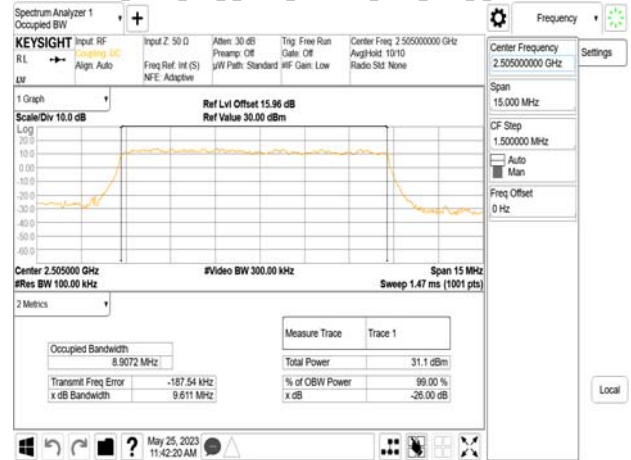 Spectrum Analyzer 1
Occupied BW
Frequency
KEYSIGHT
Input: RF
Coupling: DC
Align: Auto
Input Z: 50 Ω
Freq Ref: Int (S)
NFE: Adaptive
Atten: 30 dB
Preamp: Off
µW Path: Standard
Trig: Free Run
Gate: Off
#IF Gain: Low
Center Freq: 2.505000000 GHz
Avg|Hold: 10/10
Radio Std: None
RL
Center Frequency
2.505000000 GHz
Settings
Span
15.000 MHz
CF Step
1.500000 MHz
Auto
Man
Freq Offset
0 Hz
Local
1 Graph
Scale/Div 10.0 dB
Ref Lvl Offset 15.96 dB
Ref Value 30.00 dBm
Log
20.0
10.0
0.00
-10.0
-20.0
-30.0
-40.0
-50.0
-60.0
Center 2.505000 GHz
#Video BW 300.00 kHz
Span 15 MHz
#Res BW 100.00 kHz
Sweep 1.47 ms (1001 pts)
2 Metrics
Measure Trace
Trace 1
Occupied Bandwidth
8.9072 MHz
Total Power
31.1 dBm
Transmit Freq Error
-187.54 kHz
% of OBW Power
99.00 %
x dB Bandwidth
9.611 MHz
x dB
-26.00 dB
May 25, 2023
11:42:20 AM